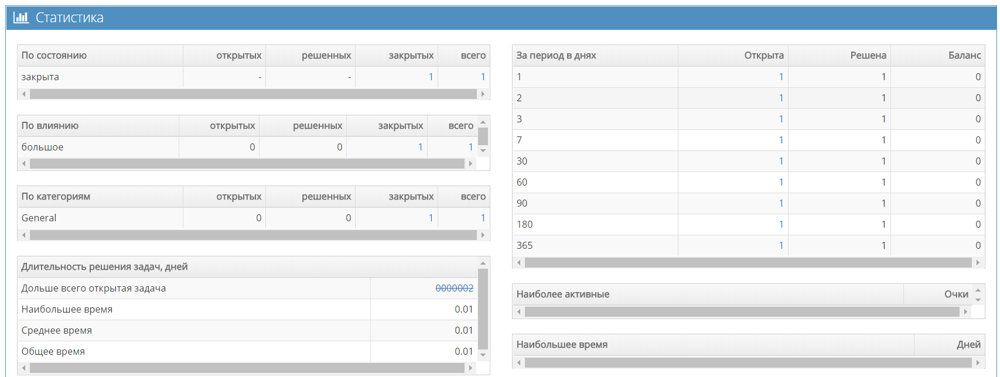 Статистика
По состоянию открытых решенных закрытых всего
закрыта - - 1 1
По влиянию открытых решенных закрытых всего
большое 0 0 1 1
По категориям открытых решенных закрытых всего
General 0 0 1 1
Длительность решения задач, дней
Дольше всего открытая задача 0000002
Наибольшее время 0.01
Среднее время 0.01
Общее время 0.01
За период в днях Открыта Решена Баланс
1 1 1 0
2 1 1 0
3 1 1 0
7 1 1 0
30 1 1 0
60 1 1 0
90 1 1 0
180 1 1 0
365 1 1 0
Наиболее активные Очки
Наибольшее время Дней